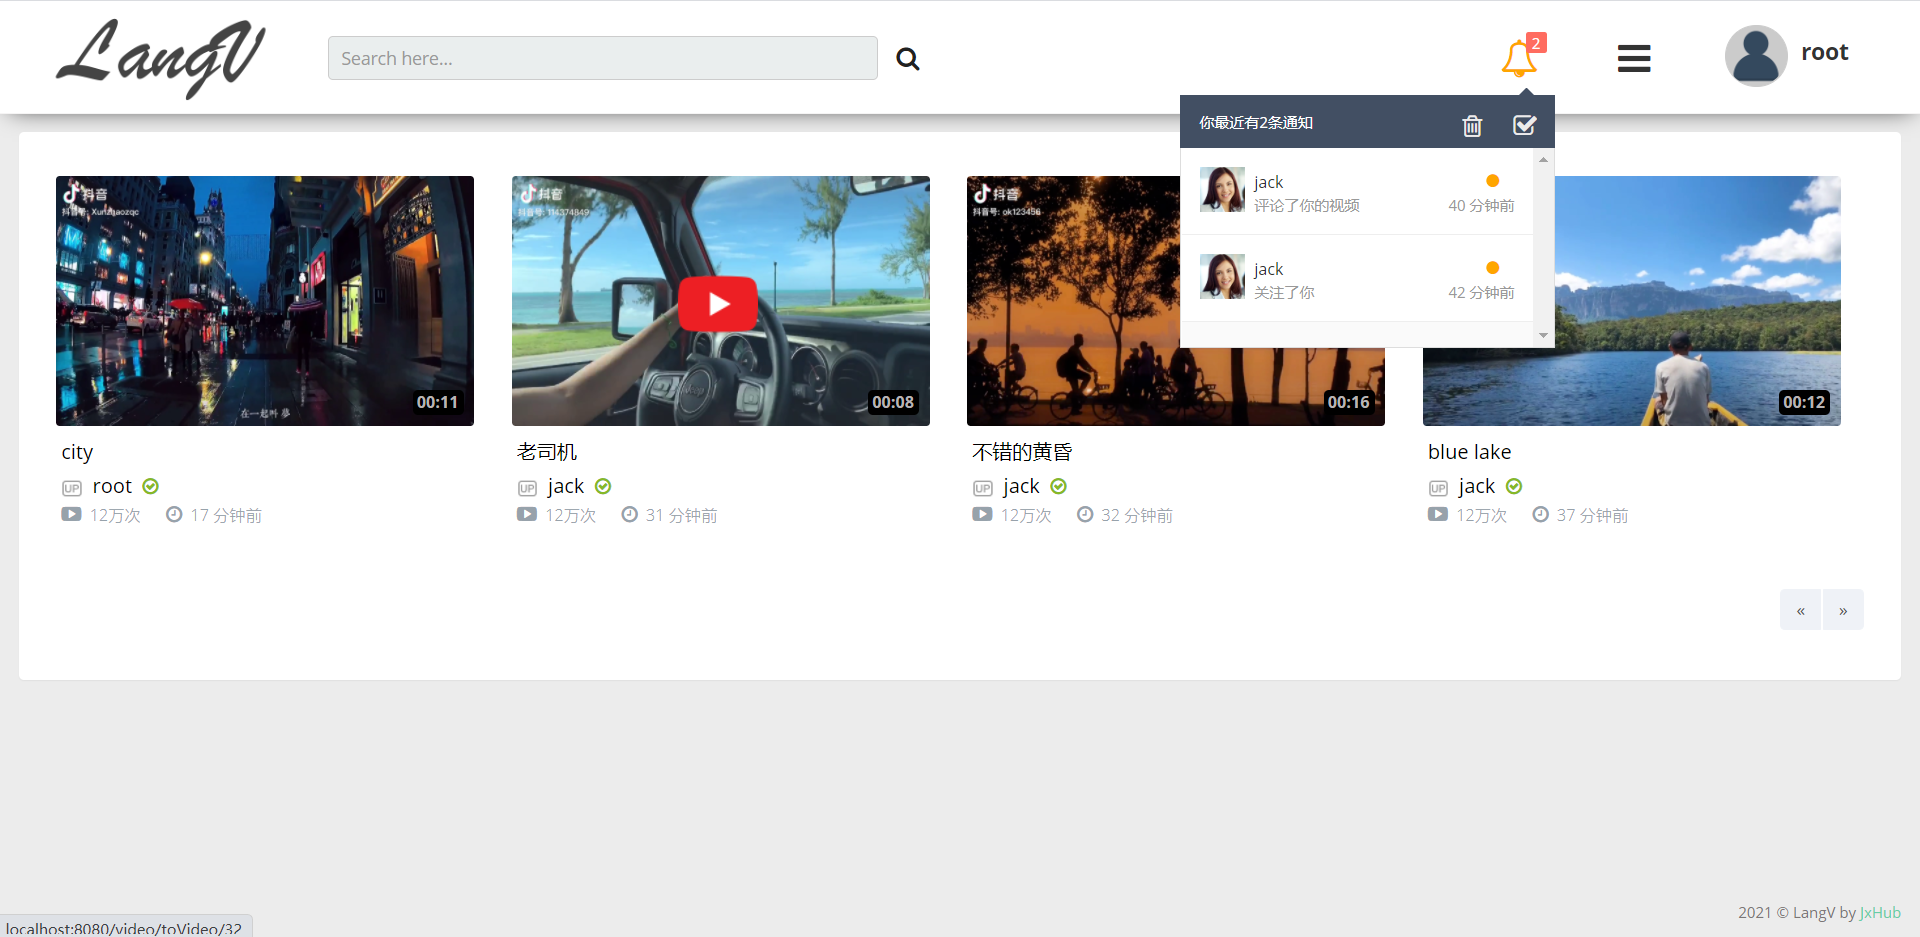 LangV
Search here...
2
root
你最近有2条通知
jack
评论了你的视频
40 分钟前
jack
关注了你
42 分钟前
抖音
抖音号: Xunzhaozqc
在一起叫 夢
00:11
抖音
抖音号: 114374849
Jeep
00:08
抖音
抖音号: ok123456
00:16
00:12
city
UP root
12万次 17 分钟前
老司机
UP jack
12万次 31 分钟前
不错的黄昏
UP jack
12万次 32 分钟前
blue lake
UP jack
12万次 37 分钟前
« »
2021 © LangV by JxHub
localhost:8080/video/toVideo/32